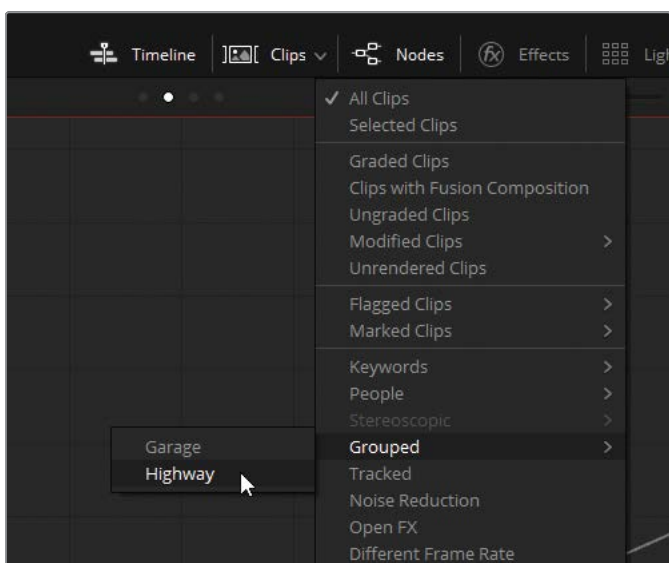 Timeline Clips Nodes fx Effects
All Clips
Selected Clips
Graded Clips
Clips with Fusion Composition
Ungraded Clips
Modified Clips
Unrendered Clips
Flagged Clips
Marked Clips
Keywords
People
Stereoscopic
Grouped
Garage
Highway
Tracked
Noise Reduction
Open FX
Different Frame Rate